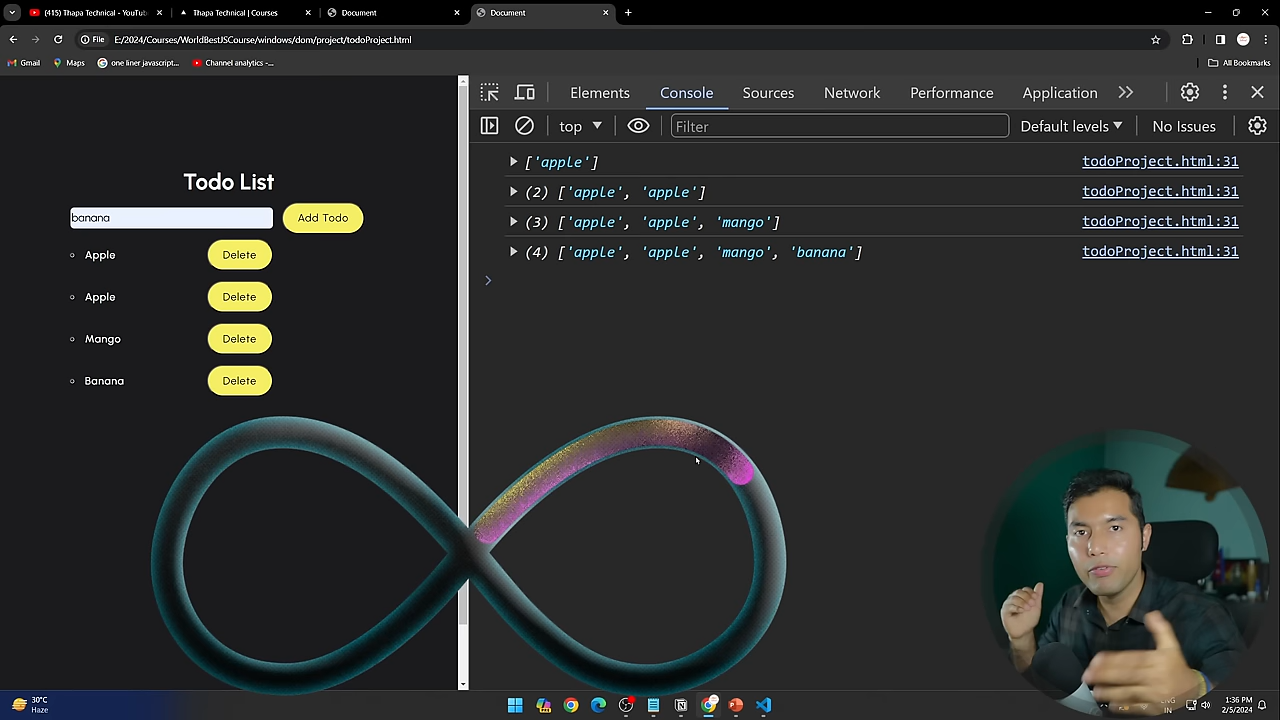 (415) Thapa Technical - YouTub
Thapa Technical | Courses
Document
Document
File
E:/2024/Courses/WorldBestJSCourse/windows/dom/project/todoProject.html
Gmail
Maps
one liner javascript...
Channel analytics -...
All Bookmarks
Todo List
banana
Add Todo
Apple
Delete
Apple
Delete
Mango
Delete
Banana
Delete
Elements
Console
Sources
Network
Performance
Application
top
Filter
Default levels
No Issues
['apple']
todoProject.html:31
(2) ['apple', 'apple']
todoProject.html:31
(3) ['apple', 'apple', 'mango']
todoProject.html:31
(4) ['apple', 'apple', 'mango', 'banana']
todoProject.html:31
30°C
Haze
ENG
IN
1:36 PM
2/5/2024